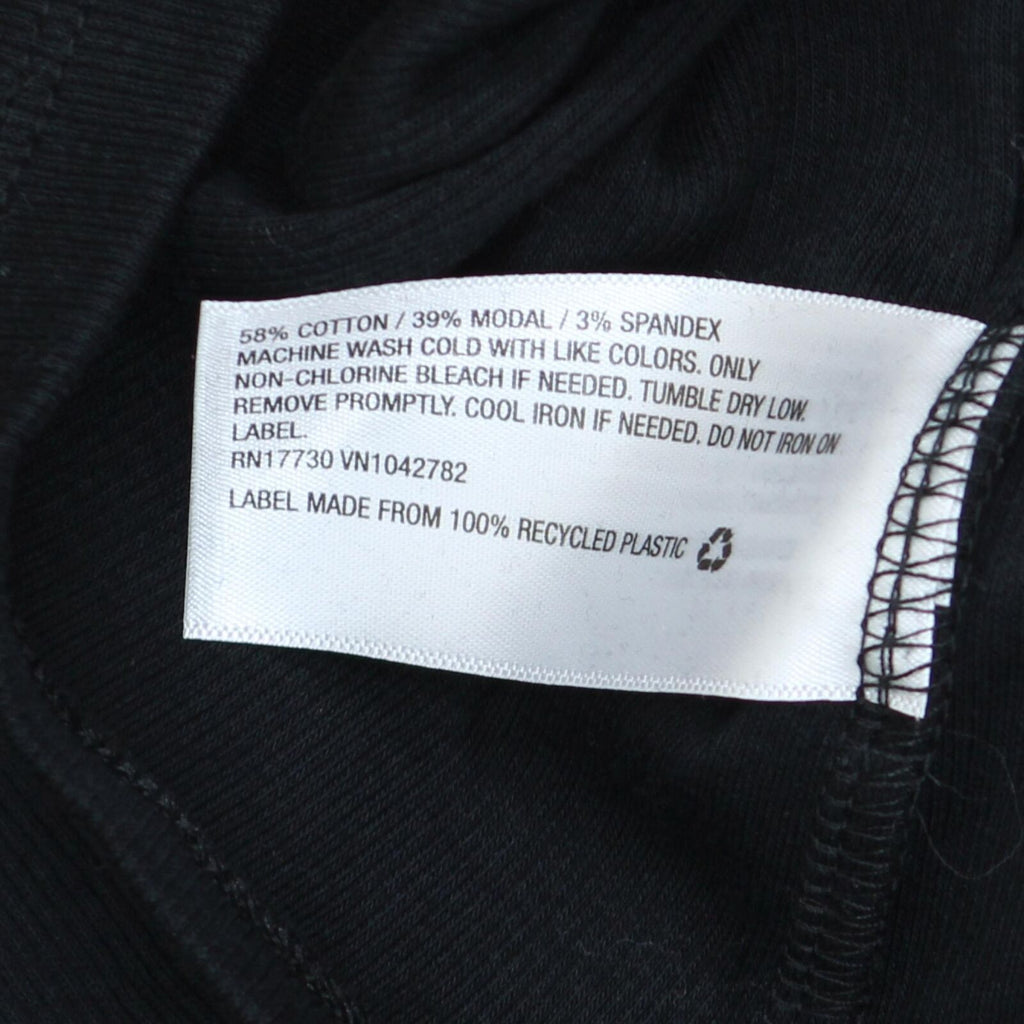 58% COTTON / 39% MODAL / 3% SPANDEX
MACHINE WASH COLD WITH LIKE COLORS. ONLY
NON-CHLORINE BLEACH IF NEEDED. TUMBLE DRY LOW.
REMOVE PROMPTLY. COOL IRON IF NEEDED. DO NOT IRON ON
LABEL.
RN17730 VN1042782
LABEL MADE FROM 100% RECYCLED PLASTIC